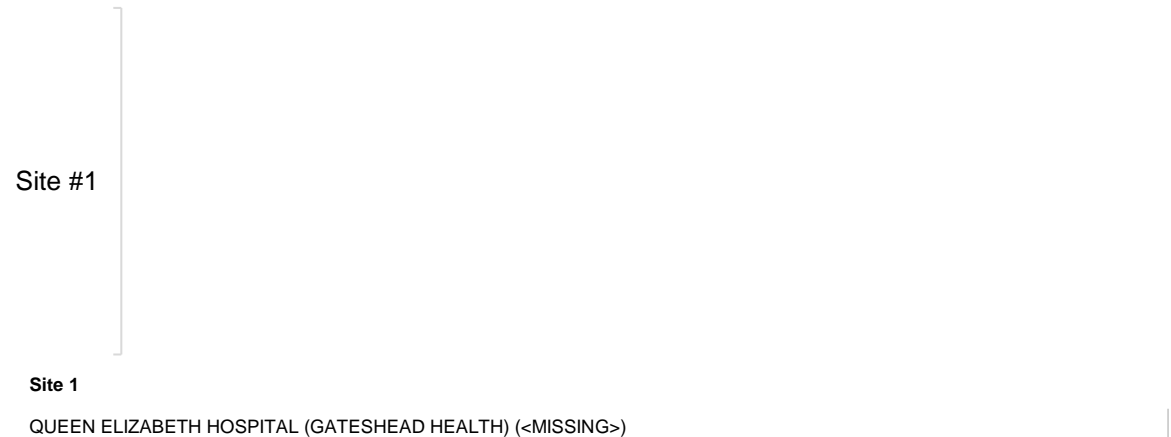 Site #1
Site 1
QUEEN ELIZABETH HOSPITAL (GATESHEAD HEALTH) (<MISSING>)